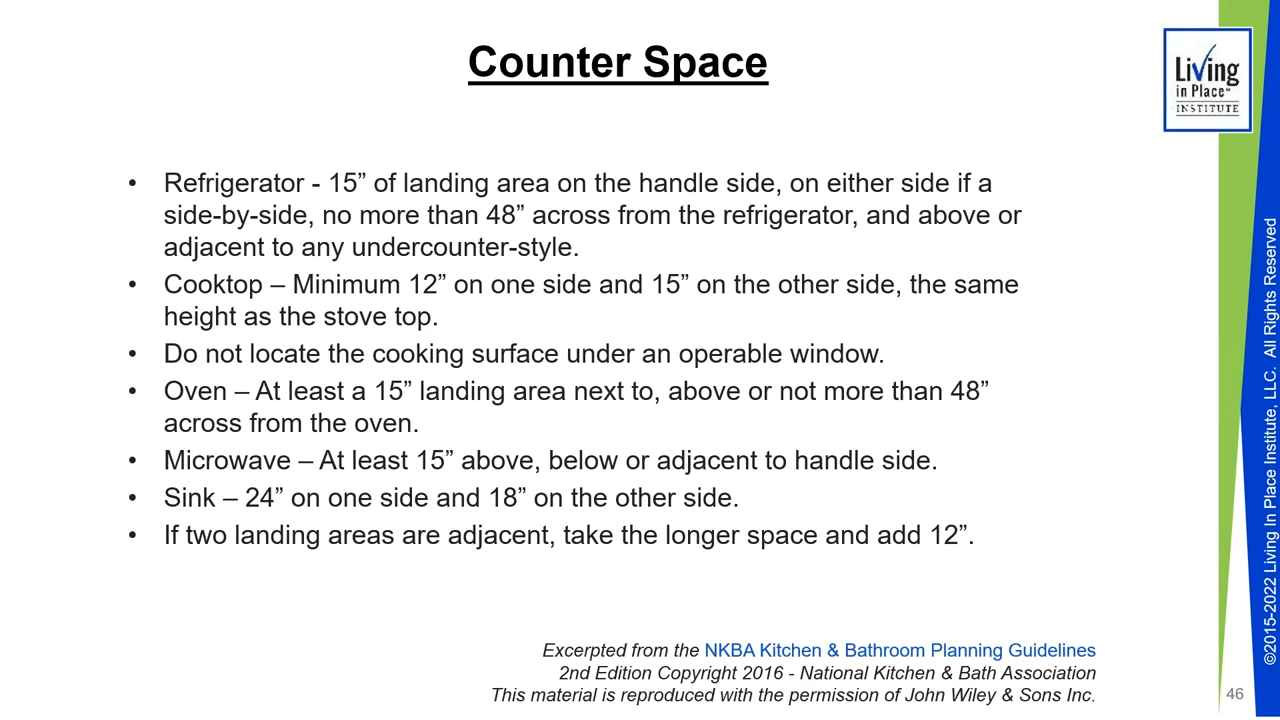 Counter Space
Living
in Place℠
INSTITUTE
• Refrigerator - 15” of landing area on the handle side, on either side if a
side-by-side, no more than 48” across from the refrigerator, and above or
adjacent to any undercounter-style.
• Cooktop – Minimum 12” on one side and 15” on the other side, the same
height as the stove top.
• Do not locate the cooking surface under an operable window.
• Oven – At least a 15” landing area next to, above or not more than 48”
across from the oven.
• Microwave – At least 15” above, below or adjacent to handle side.
• Sink – 24” on one side and 18” on the other side.
• If two landing areas are adjacent, take the longer space and add 12”.
Excerpted from the NKBA Kitchen & Bathroom Planning Guidelines
2nd Edition Copyright 2016 - National Kitchen & Bath Association
This material is reproduced with the permission of John Wiley & Sons Inc.
46
©2015-2022 Living In Place Institute, LLC. All Rights Reserved